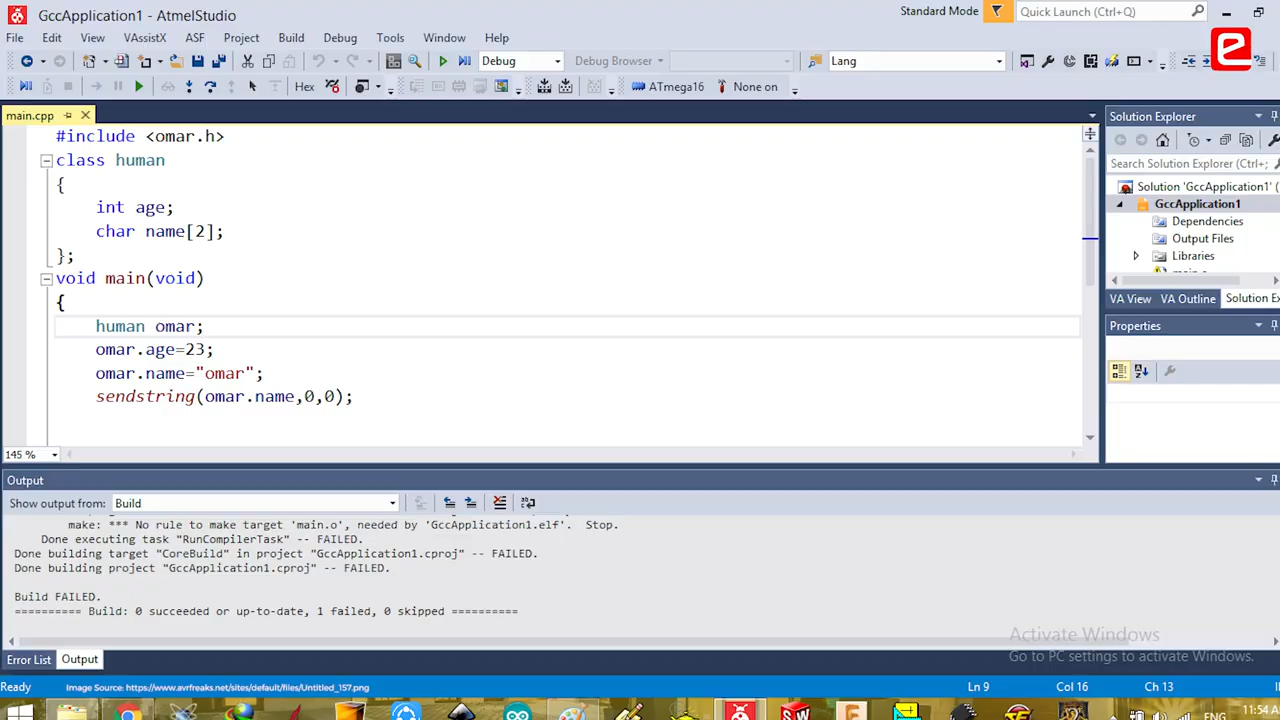 GccApplication1 - AtmelStudio
Standard Mode
Quick Launch (Ctrl+Q)
File Edit View VAssistX ASF Project Build Debug Tools Window Help
Debug
Debug Browser
Lang
Hex
ATmega16
None on
main.cpp
#include <omar.h>
class human
{
int age;
char name[2];
};
void main(void)
{
human omar;
omar.age=23;
omar.name="omar";
sendstring(omar.name,0,0);
145 %
Solution Explorer
Search Solution Explorer (Ctrl+;
Solution 'GccApplication1' (
GccApplication1
Dependencies
Output Files
Libraries
VA View VA Outline Solution Ex
Properties
Output
Show output from: Build
make: *** No rule to make target 'main.o', needed by 'GccApplication1.elf'. Stop.
Done executing task "RunCompilerTask" -- FAILED.
Done building target "CoreBuild" in project "GccApplication1.cproj" -- FAILED.
Done building project "GccApplication1.cproj" -- FAILED.
Build FAILED.
========== Build: 0 succeeded or up-to-date, 1 failed, 0 skipped ==========
Activate Windows
Go to PC settings to activate Windows.
Error List Output
Ready
Image Source: https://www.avrfreaks.net/sites/default/files/Untitled_157.png
Ln 9 Col 16 Ch 13
ENG
11:54 A